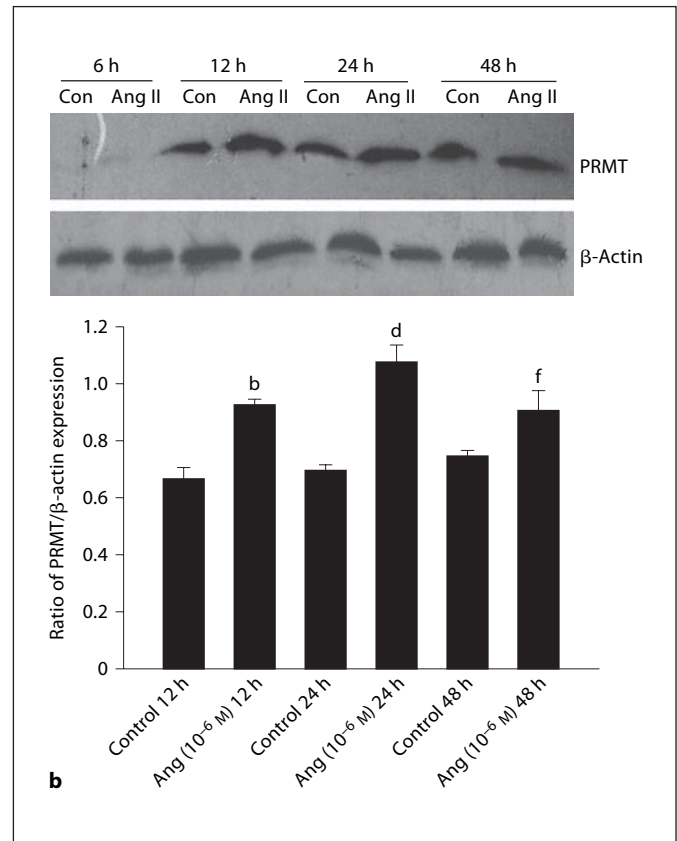 6 h 12 h 24 h 48 h
Con Ang II Con Ang II Con Ang II Con Ang II
PRMT
β-Actin
Ratio of PRMT/β-actin expression
1.2
1.0
0.8
0.6
0.4
0.2
0
b
d
f
Control 12 h
Ang (10⁻⁶ M) 12 h
Control 24 h
Ang (10⁻⁶ M) 24 h
Control 48 h
Ang (10⁻⁶ M) 48 h
b